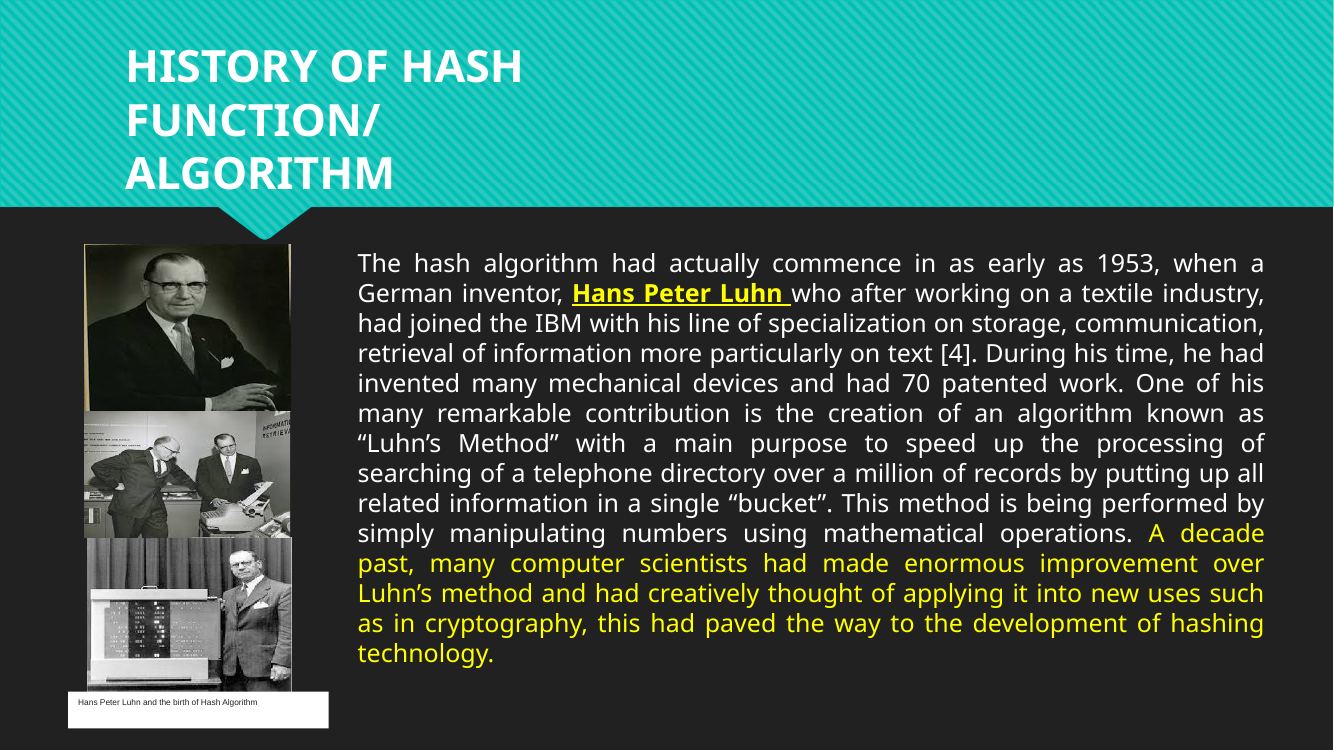 HISTORY OF HASH
FUNCTION/
ALGORITHM
The hash algorithm had actually commence in as early as 1953, when a
German inventor, Hans Peter Luhn who after working on a textile industry,
had joined the IBM with his line of specialization on storage, communication,
retrieval of information more particularly on text [4]. During his time, he had
invented many mechanical devices and had 70 patented work. One of his
many remarkable contribution is the creation of an algorithm known as
“Luhn’s Method” with a main purpose to speed up the processing of
searching of a telephone directory over a million of records by putting up all
related information in a single “bucket”. This method is being performed by
simply manipulating numbers using mathematical operations. A decade
past, many computer scientists had made enormous improvement over
Luhn’s method and had creatively thought of applying it into new uses such
as in cryptography, this had paved the way to the development of hashing
technology.
Hans Peter Luhn and the birth of Hash Algorithm